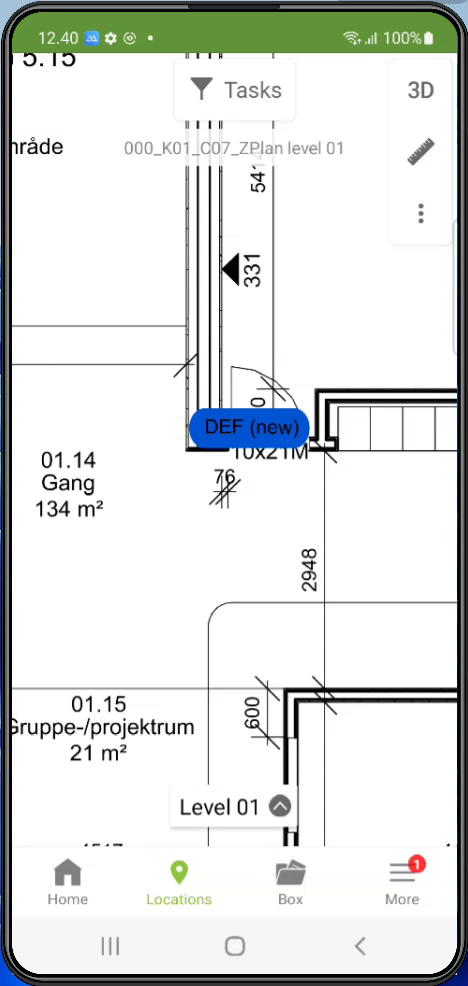 12.40
100%
5.15
Tasks
3D
nråde
000_K01_C07_ZPlan level 01
541
331
0
DEF (new)
10x21M
76
01.14
Gang
134 m²
2948
01.15
Gruppe-/projektrum
21 m²
600
Level 01
1
Home
Locations
Box
More